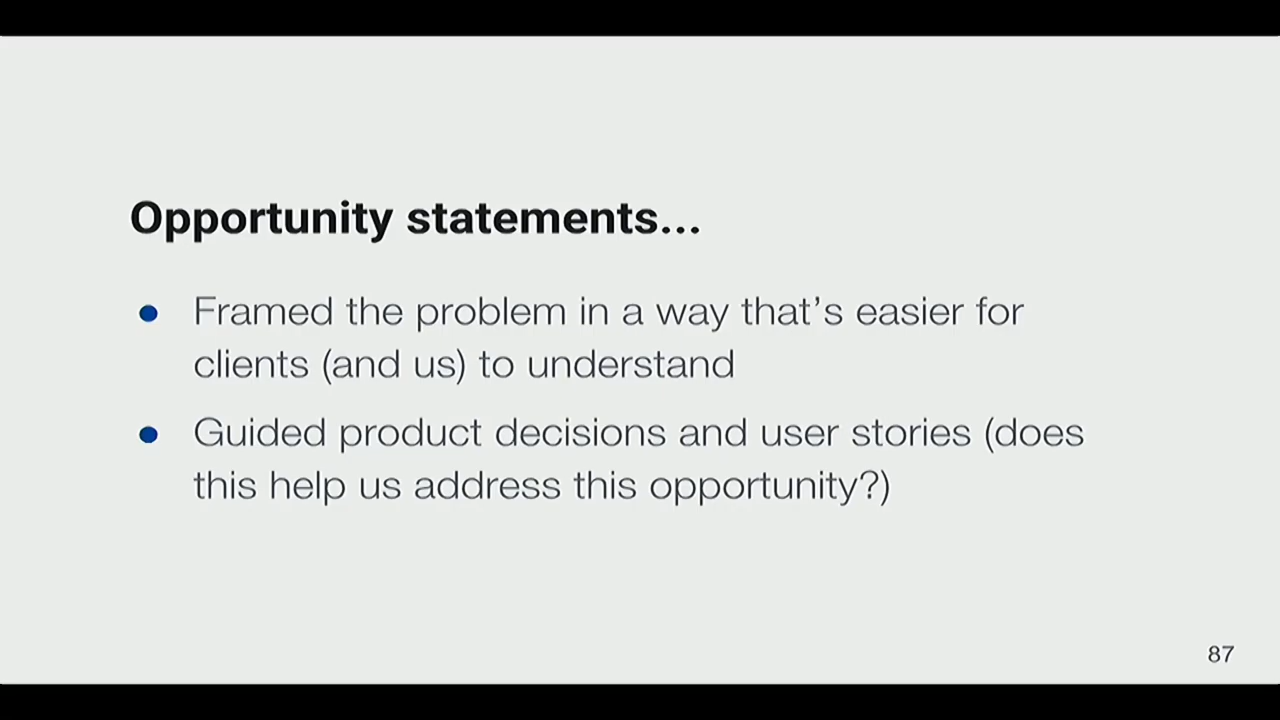 Opportunity statements...
● Framed the problem in a way that’s easier for
clients (and us) to understand
● Guided product decisions and user stories (does
this help us address this opportunity?)
87